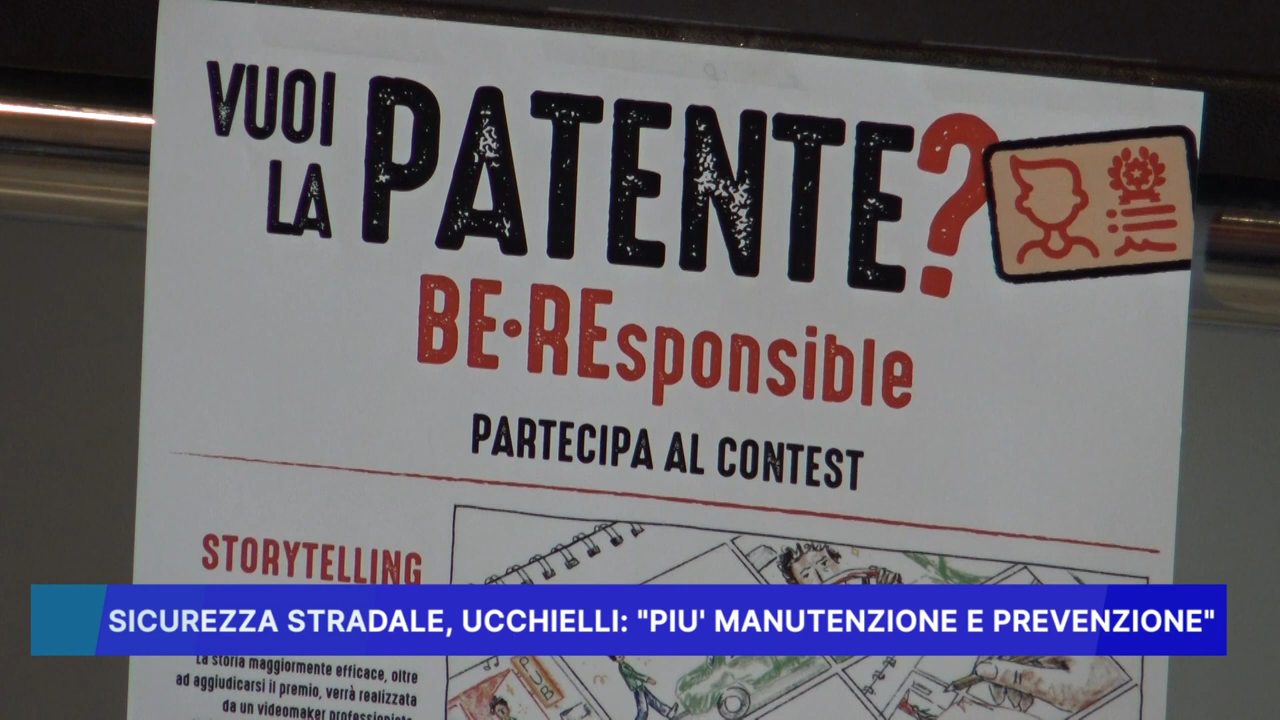 VUOI
LA PATENTE?
BE•REsponsible
PARTECIPA AL CONTEST
STORYTELLING
SICUREZZA STRADALE, UCCHIELLI: "PIU' MANUTENZIONE E PREVENZIONE"
La storia maggiormente efficace, oltre
ad aggiudicarsi il premio, verrà realizzata
da un videomaker professionista